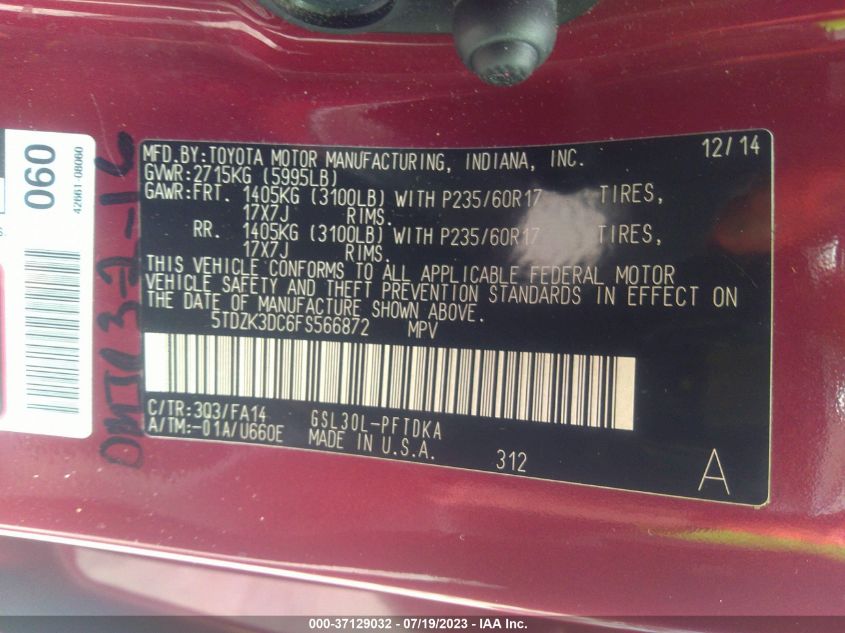 060
42661-08060
MFD.BY:TOYOTA MOTOR MANUFACTURING, INDIANA, INC. 12/14
GVWR:2715KG (5995LB)
GAWR:FRT. 1405KG (3100LB) WITH P235/60R17 TIRES,
17X7J RIMS.
RR. 1405KG (3100LB) WITH P235/60R17 TIRES,
17X7J RIMS.
THIS VEHICLE CONFORMS TO ALL APPLICABLE FEDERAL MOTOR
VEHICLE SAFETY AND THEFT PREVENTION STANDARDS IN EFFECT ON
THE DATE OF MANUFACTURE SHOWN ABOVE.
5TDZK3DC6FS566872 MPV
C/TR:3Q3/FA14 GSL30L-PFTDKA
A/TM:-01A/U660E MADE IN U.S.A.
312
A
000-37129032 - 07/19/2023 - IAA Inc.